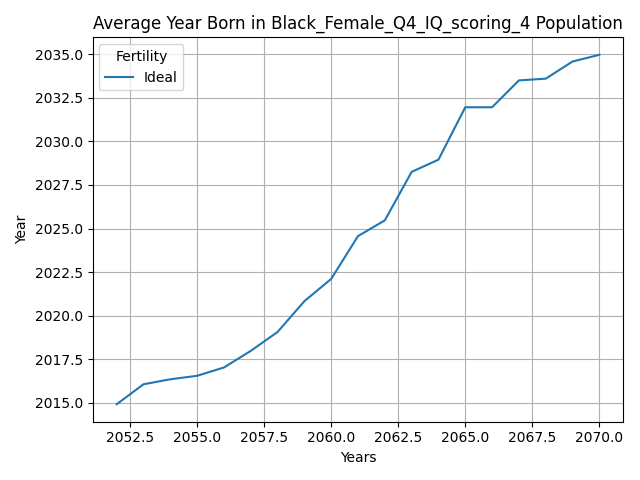 Average Year Born in Black_Female_Q4_IQ_scoring_4 Population
Fertility
Ideal
2035.0
2032.5
2030.0
2027.5
2025.0
2022.5
2020.0
2017.5
2015.0
Year
2052.5 2055.0 2057.5 2060.0 2062.5 2065.0 2067.5 2070.0
Years